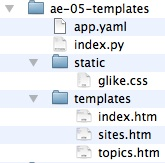 ae-05-templates
app.yaml
index.py
static
glike.css
templates
index.htm
sites.htm
topics.htm